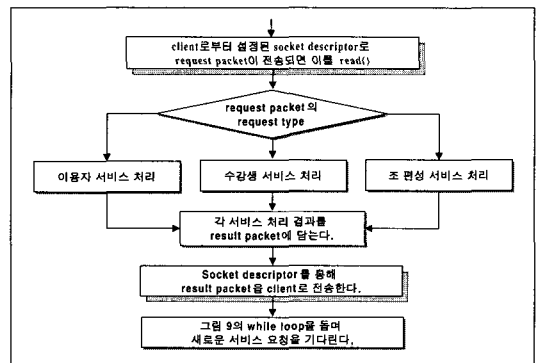 client로부터 설정된 socket descriptor로
request packet이 전송되면 이를 read()
request packet의
request type
이용자 서비스 처리
수강생 서비스 처리
조 편성 서비스 처리
각 서비스 처리 결과를
result packet에 담는다.
Socket descriptor를 통해
result packet을 client로 전송한다.
그림 9의 while loop을 돌며
새로운 서비스 요청을 기다린다.